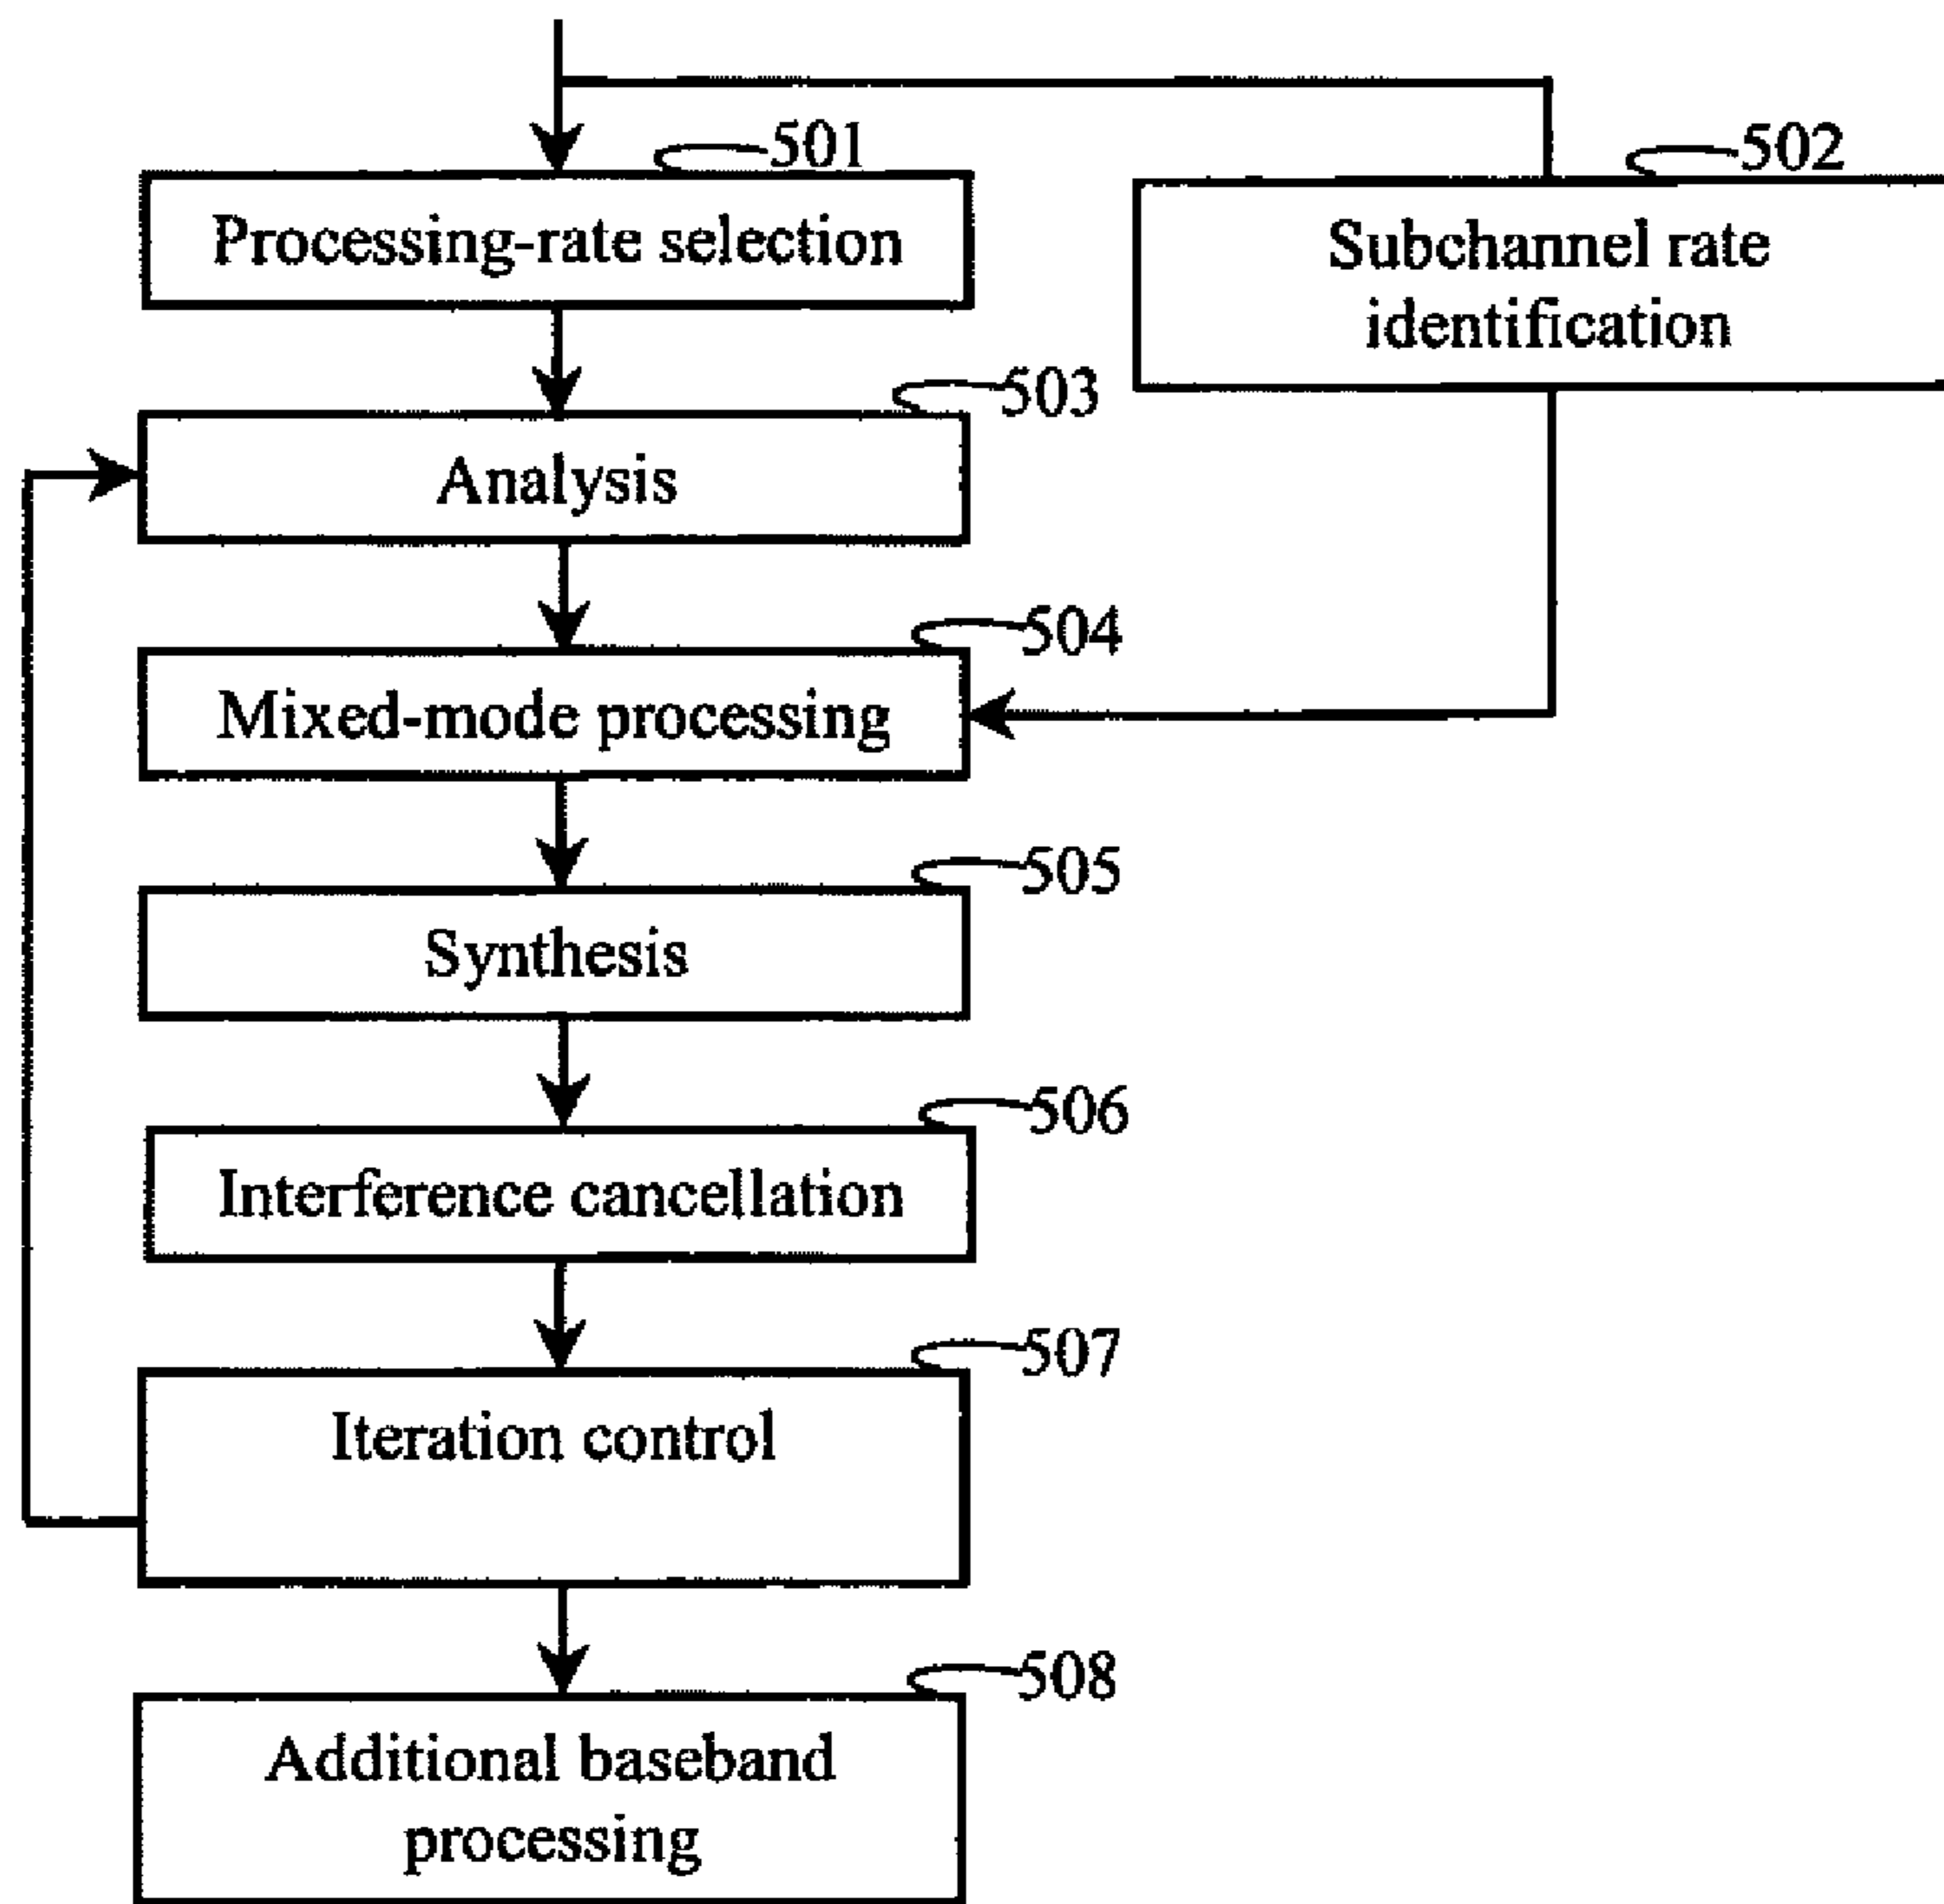 501
Processing-rate selection
502
Subchannel rate
identification
503
Analysis
504
Mixed-mode processing
505
Synthesis
506
Interference cancellation
507
Iteration control
508
Additional baseband
processing